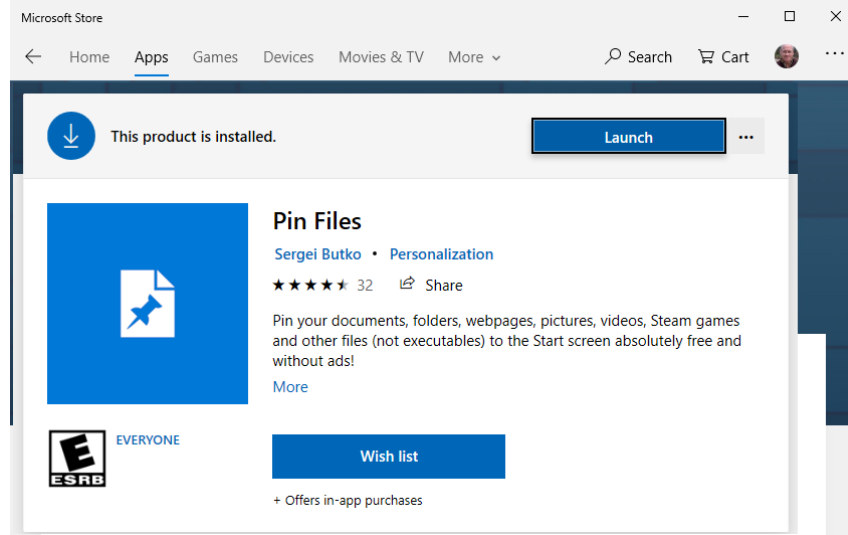 Microsoft Store
Home Apps Games Devices Movies & TV More Search Cart
This product is installed.
Launch
Pin Files
Sergei Butko • Personalization
32 Share
Pin your documents, folders, webpages, pictures, videos, Steam games
and other files (not executables) to the Start screen absolutely free and
without ads!
More
E
ESRB
EVERYONE
Wish list
+ Offers in-app purchases